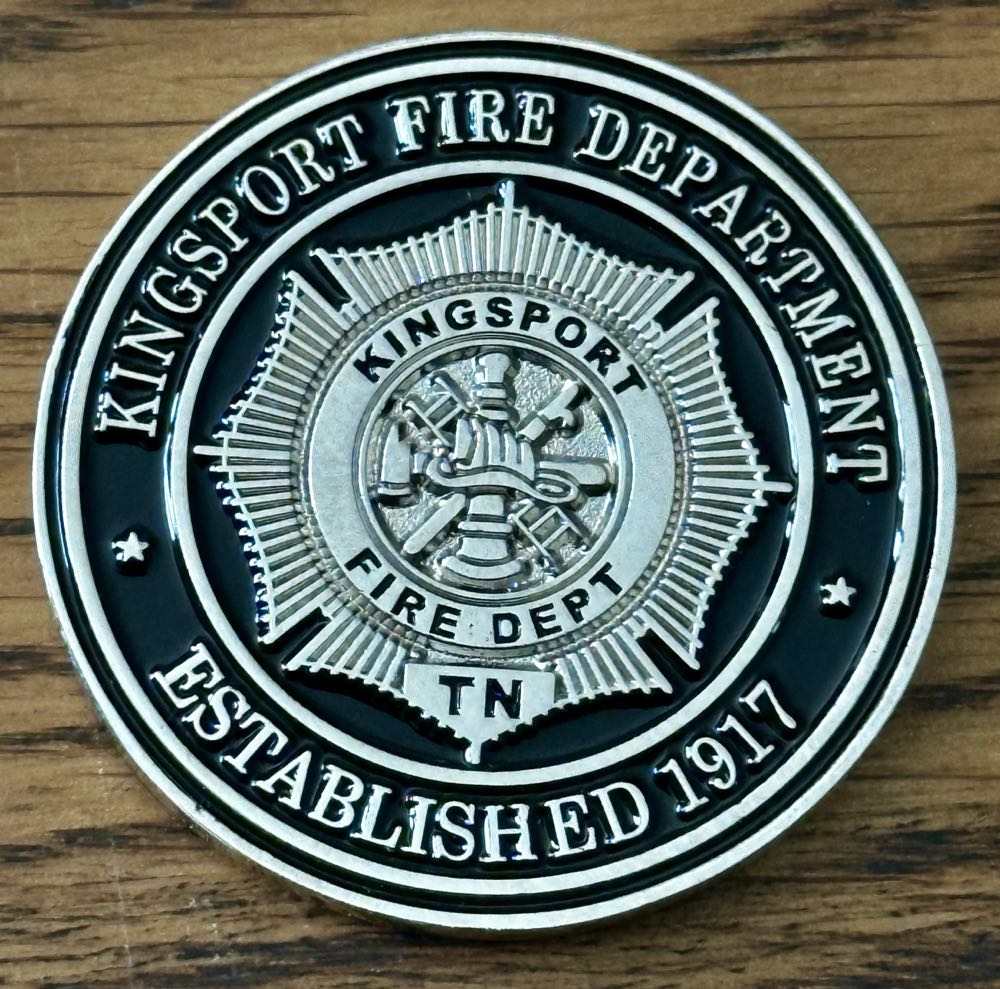 KINGSPORT FIRE DEPARTMENT
KINGSPORT
FIRE DEPT
TN
ESTABLISHED 1917